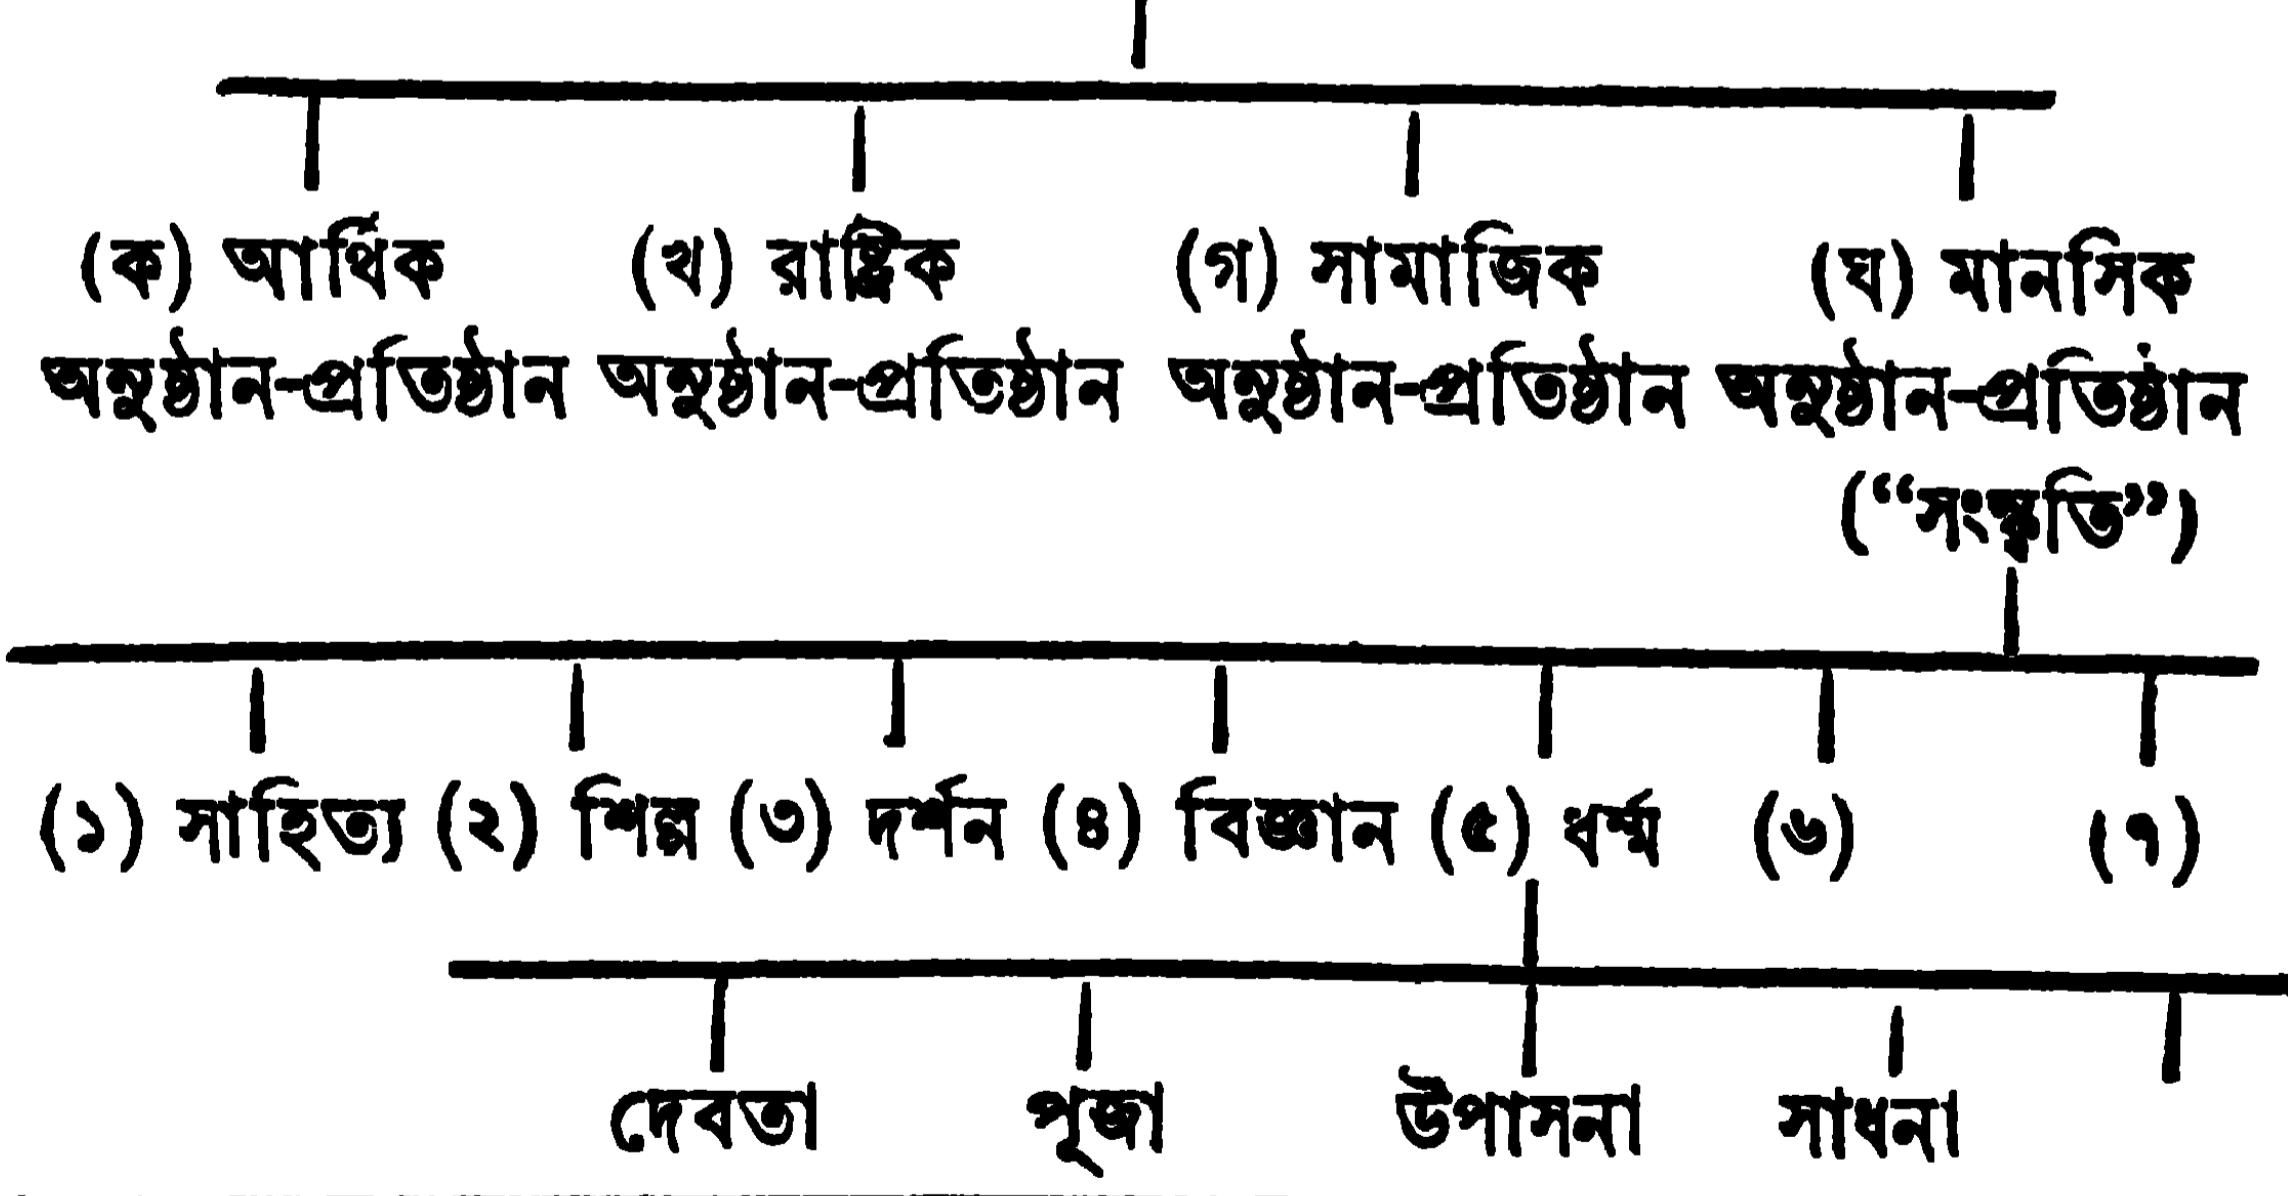 (ক) আর্থিক (খ) রাষ্ট্রিক (গ) সামাজিক (ঘ) মানসিক
অনুষ্ঠান-প্রতিষ্ঠান অনুষ্ঠান-প্রতিষ্ঠান অনুষ্ঠান-প্রতিষ্ঠান অনুষ্ঠান-প্রতিষ্ঠান
(“সংস্কৃতি”)
(১) সাহিত্য (২) শিল্প (৩) দর্শন (৪) বিজ্ঞান (৫) ধর্ম্ম (৬) (৭)
দেবতা পূজা উপাসনা সাধনা